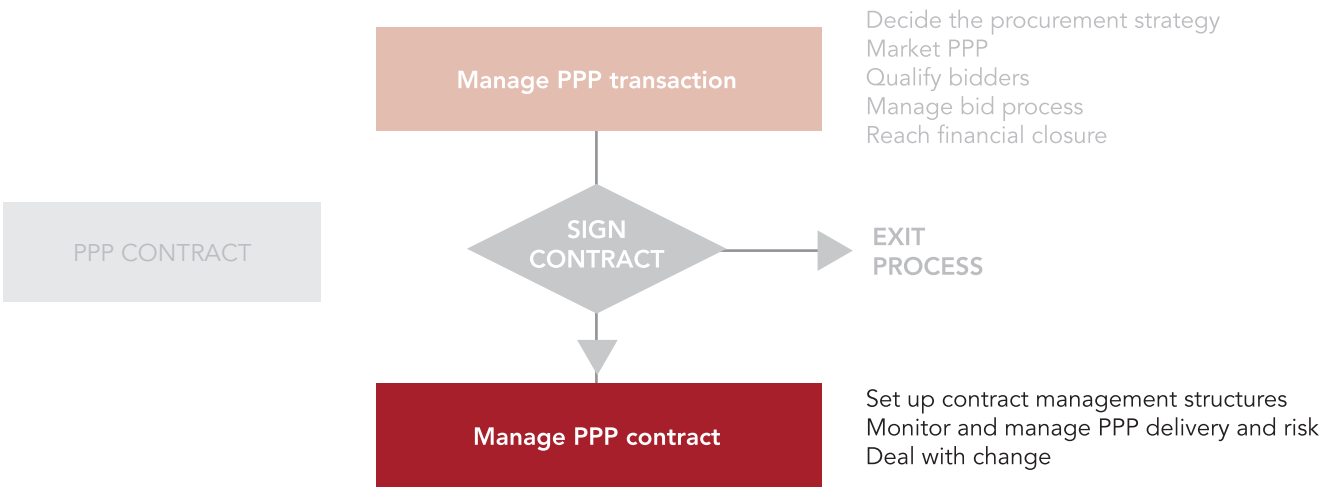 Decide the procurement strategy
Market PPP
Manage PPP transaction
Qualify bidders
Manage bid process
Reach financial closure
PPP CONTRACT
SIGN
CONTRACT
EXIT
PROCESS
Manage PPP contract
Set up contract management structures
Monitor and manage PPP delivery and risk
Deal with change